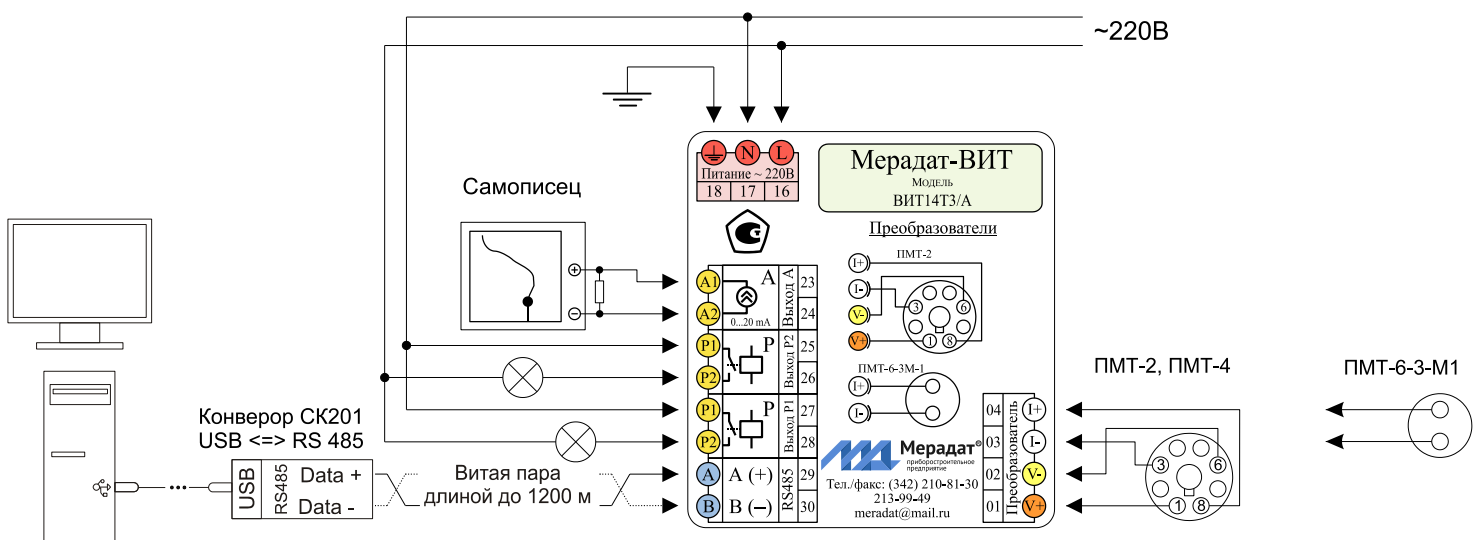 ~220В
Самописец
Конверор СК201
USB <=> RS 485
USB
RS485
Data +
Data -
Витая пара
длиной до 1200 м
N
L
Питание ~ 220В
18
17
16
Мерадат-ВИТ
Модель
ВИТ14Т3/А
Преобразователи
ПМТ-2
I+
I-
V-
V+
3
6
1
8
ПМТ-6-3М-1
I+
I-
A1
A2
A
0...20 mA
Выход А
23
24
P1
P2
P
Выход Р2
25
26
P1
P2
P
Выход Р1
27
28
A
B
A (+)
B (–)
RS485
29
30
Мерадат®
приборостроительное
предприятие
Тел./факс: (342) 210-81-30
213-99-49
meradat@mail.ru
04
03
02
01
Преобразователь
I+
I-
V-
V+
ПМТ-2, ПМТ-4
3
6
1
8
ПМТ-6-3-М1